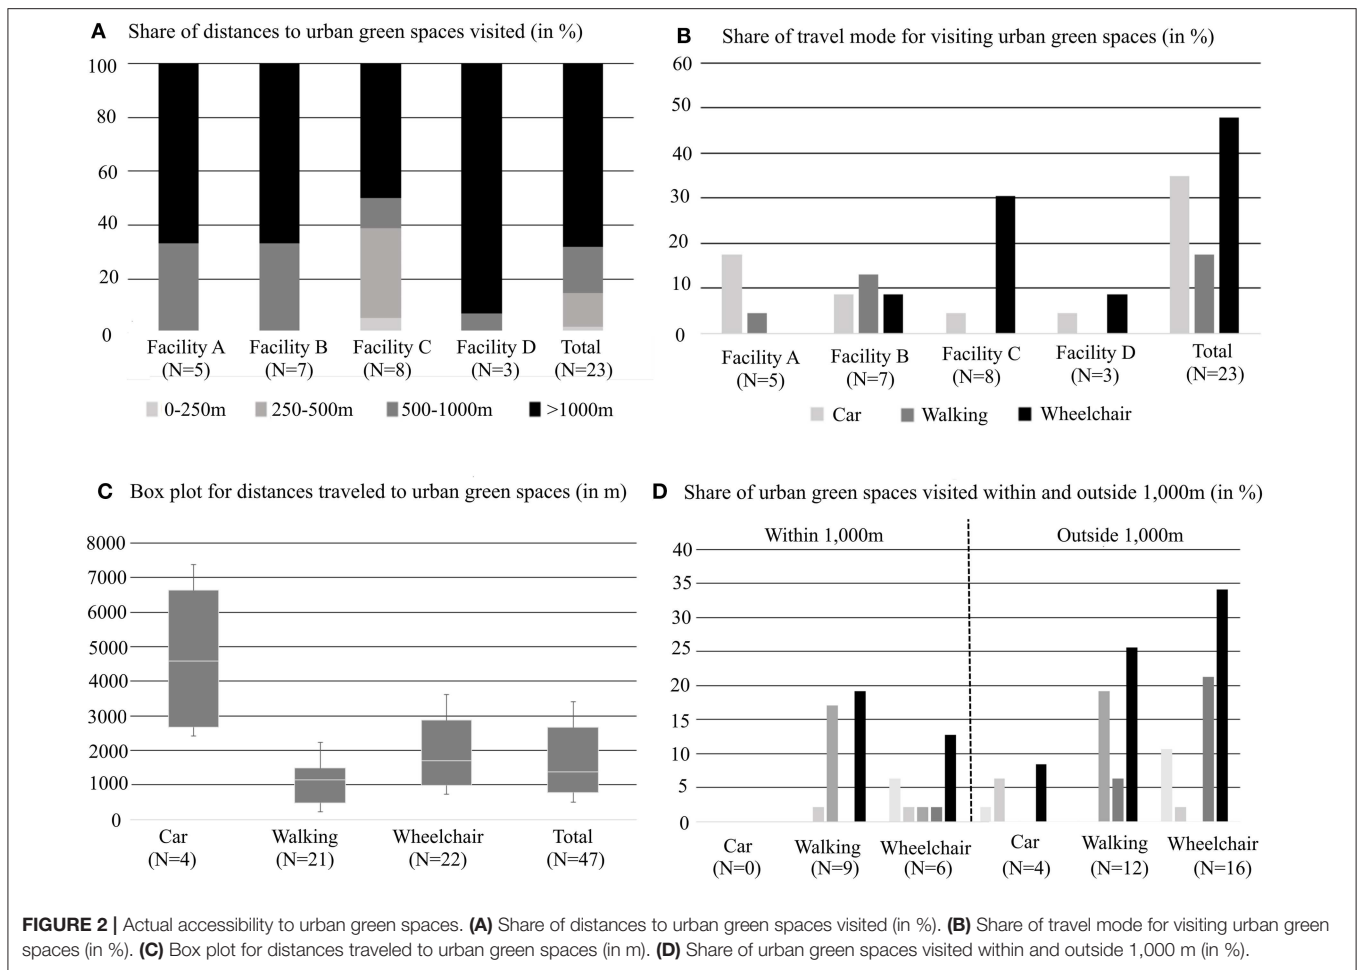 A Share of distances to urban green spaces visited (in %)
100
80
60
40
20
0
Facility A Facility B Facility C Facility D Total
(N=5) (N=7) (N=8) (N=3) (N=23)
0-250m 250-500m 500-1000m >1000m
B Share of travel mode for visiting urban green spaces (in %)
60
50
40
30
20
10
0
Facility A Facility B Facility C Facility D Total
(N=5) (N=7) (N=8) (N=3) (N=23)
Car Walking Wheelchair
C Box plot for distances traveled to urban green spaces (in m)
8000
7000
6000
5000
4000
3000
2000
1000
0
Car Walking Wheelchair Total
(N=4) (N=21) (N=22) (N=47)
D Share of urban green spaces visited within and outside 1,000m (in %)
Within 1,000m Outside 1,000m
40
35
30
25
20
15
10
5
0
Car Walking Wheelchair Car Walking Wheelchair
(N=0) (N=9) (N=6) (N=4) (N=12) (N=16)
FIGURE 2 | Actual accessibility to urban green spaces. (A) Share of distances to urban green spaces visited (in %). (B) Share of travel mode for visiting urban green
spaces (in %). (C) Box plot for distances traveled to urban green spaces (in m). (D) Share of urban green spaces visited within and outside 1,000 m (in %).